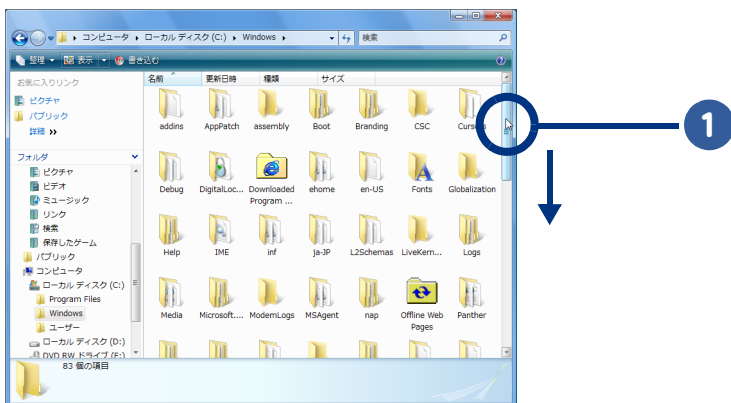 コンピュータ ローカル ディスク (C:) Windows 検索
整理 表示 書き込む
お気に入りリンク
ピクチャ
パブリック
詳細
フォルダ
ピクチャ
ビデオ
ミュージック
リンク
検索
保存したゲーム
パブリック
コンピュータ
ローカル ディスク (C:)
Program Files
Windows
ユーザー
ローカル ディスク (D:)
DVD RW ドライブ (E:)
名前 更新日時 種類 サイズ
addins AppPatch assembly Boot Branding CSC Cursors
Debug DigitalLoc... Downloaded Program ... ehome en-US Fonts Globalization
Help IME inf ja-JP L2Schemas LiveKern... Logs
Media Microsoft.... ModemLogs MSAgent nap Offline Web Pages Panther
83 個の項目
1